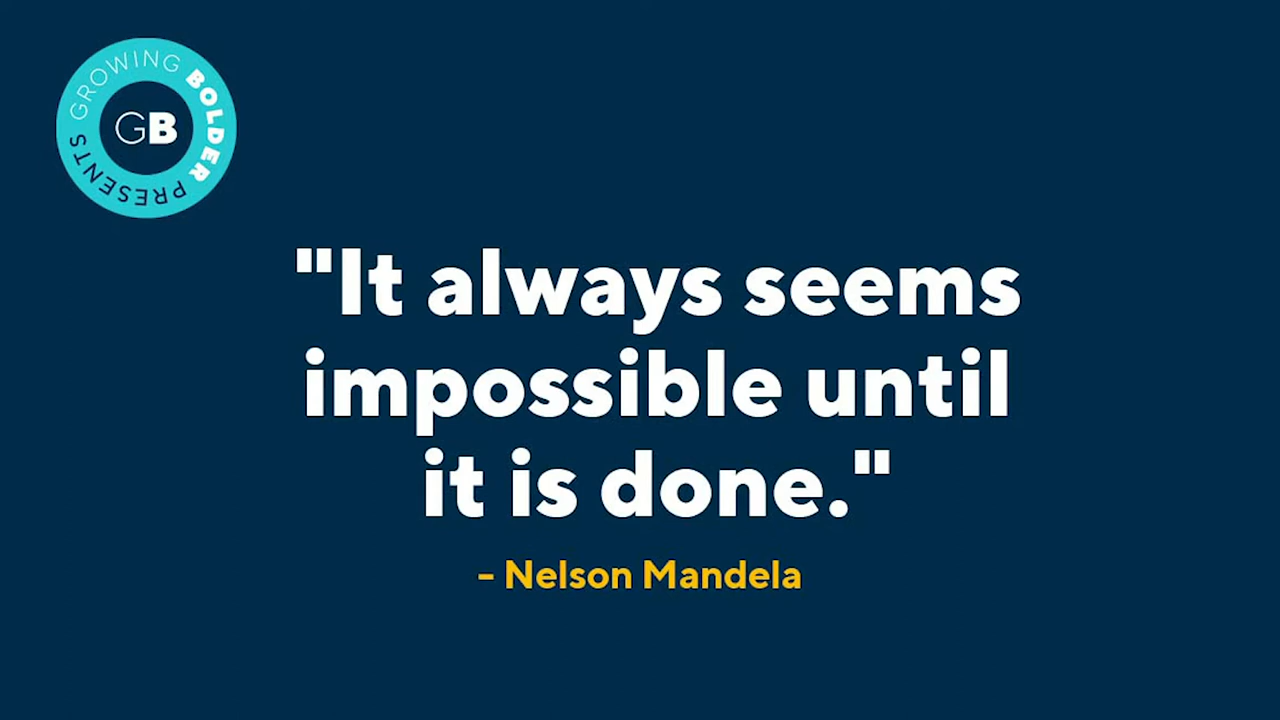 GROWING BOLDER PRESENTS
GB
"It always seems
impossible until
it is done."
- Nelson Mandela